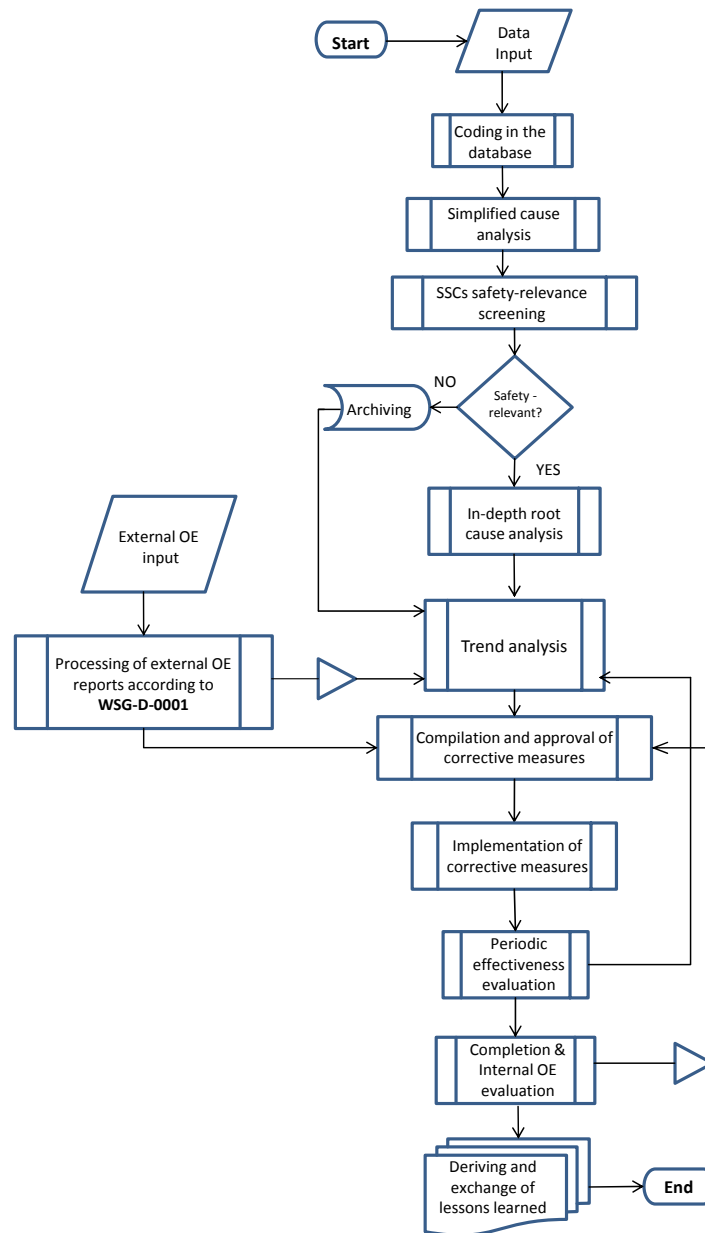 Start
Data
Input
Coding in the
database
Simplified cause
analysis
SSCs safety-relevance
screening
NO
Safety -
relevant?
Archiving
YES
In-depth root
cause analysis
External OE
input
Trend analysis
Processing of external OE
reports according to
WSG-D-0001
Compilation and approval of
corrective measures
Implementation of
corrective measures
Periodic
effectiveness
evaluation
Completion &
Internal OE
evaluation
Deriving and
exchange of
lessons learned
End